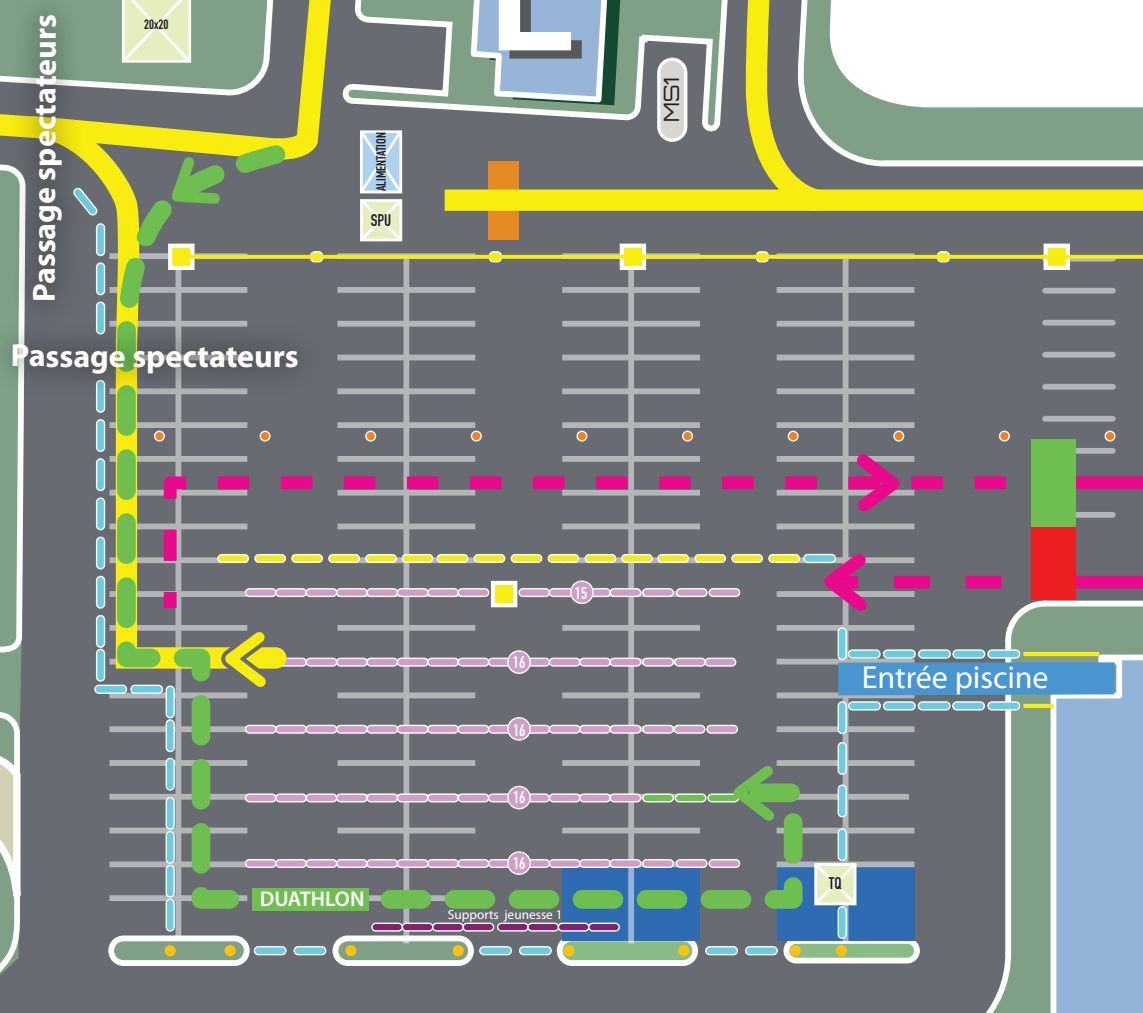 20x20
Passage spectateurs
MS1
ALIMENTATION
SPU
Passage spectateurs
15
16
Entrée piscine
16
16
16
TQ
DUATHLON
Supports jeunesse 1